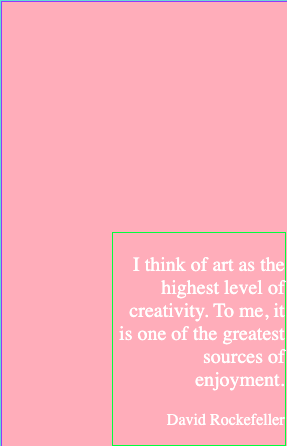 I think of art as the
highest level of
creativity. To me, it
is one of the greatest
sources of
enjoyment.
David Rockefeller